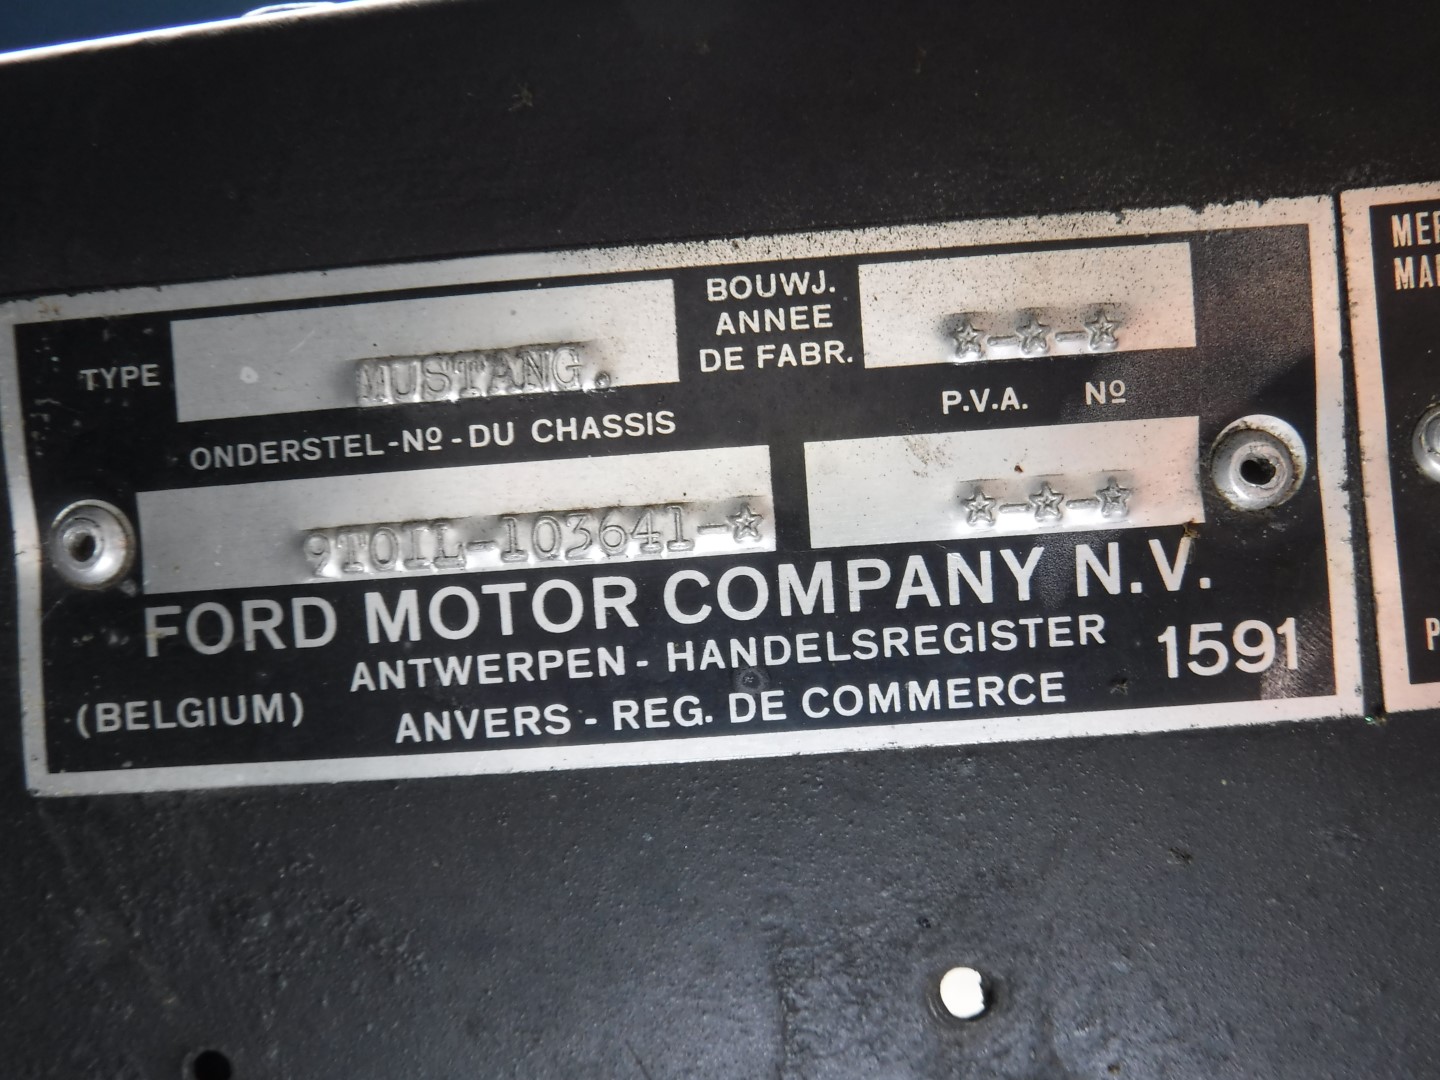 TYPE MUSTANG. BOUWJ. ANNEE DE FABR. ☆-☆-☆
ONDERSTEL-Nº-DU CHASSIS P.V.A. Nº
9T01L-103641-☆ ☆-☆-☆
FORD MOTOR COMPANY N.V.
ANTWERPEN - HANDELSREGISTER 1591
(BELGIUM) ANVERS - REG. DE COMMERCE